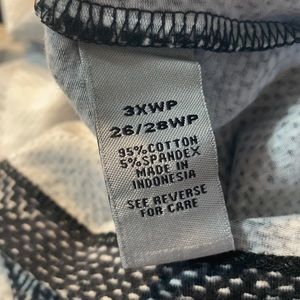 3XWP
26/28WP
95%COTTON
5%SPANDEX
MADE IN
INDONESIA
SEE REVERSE
FOR CARE